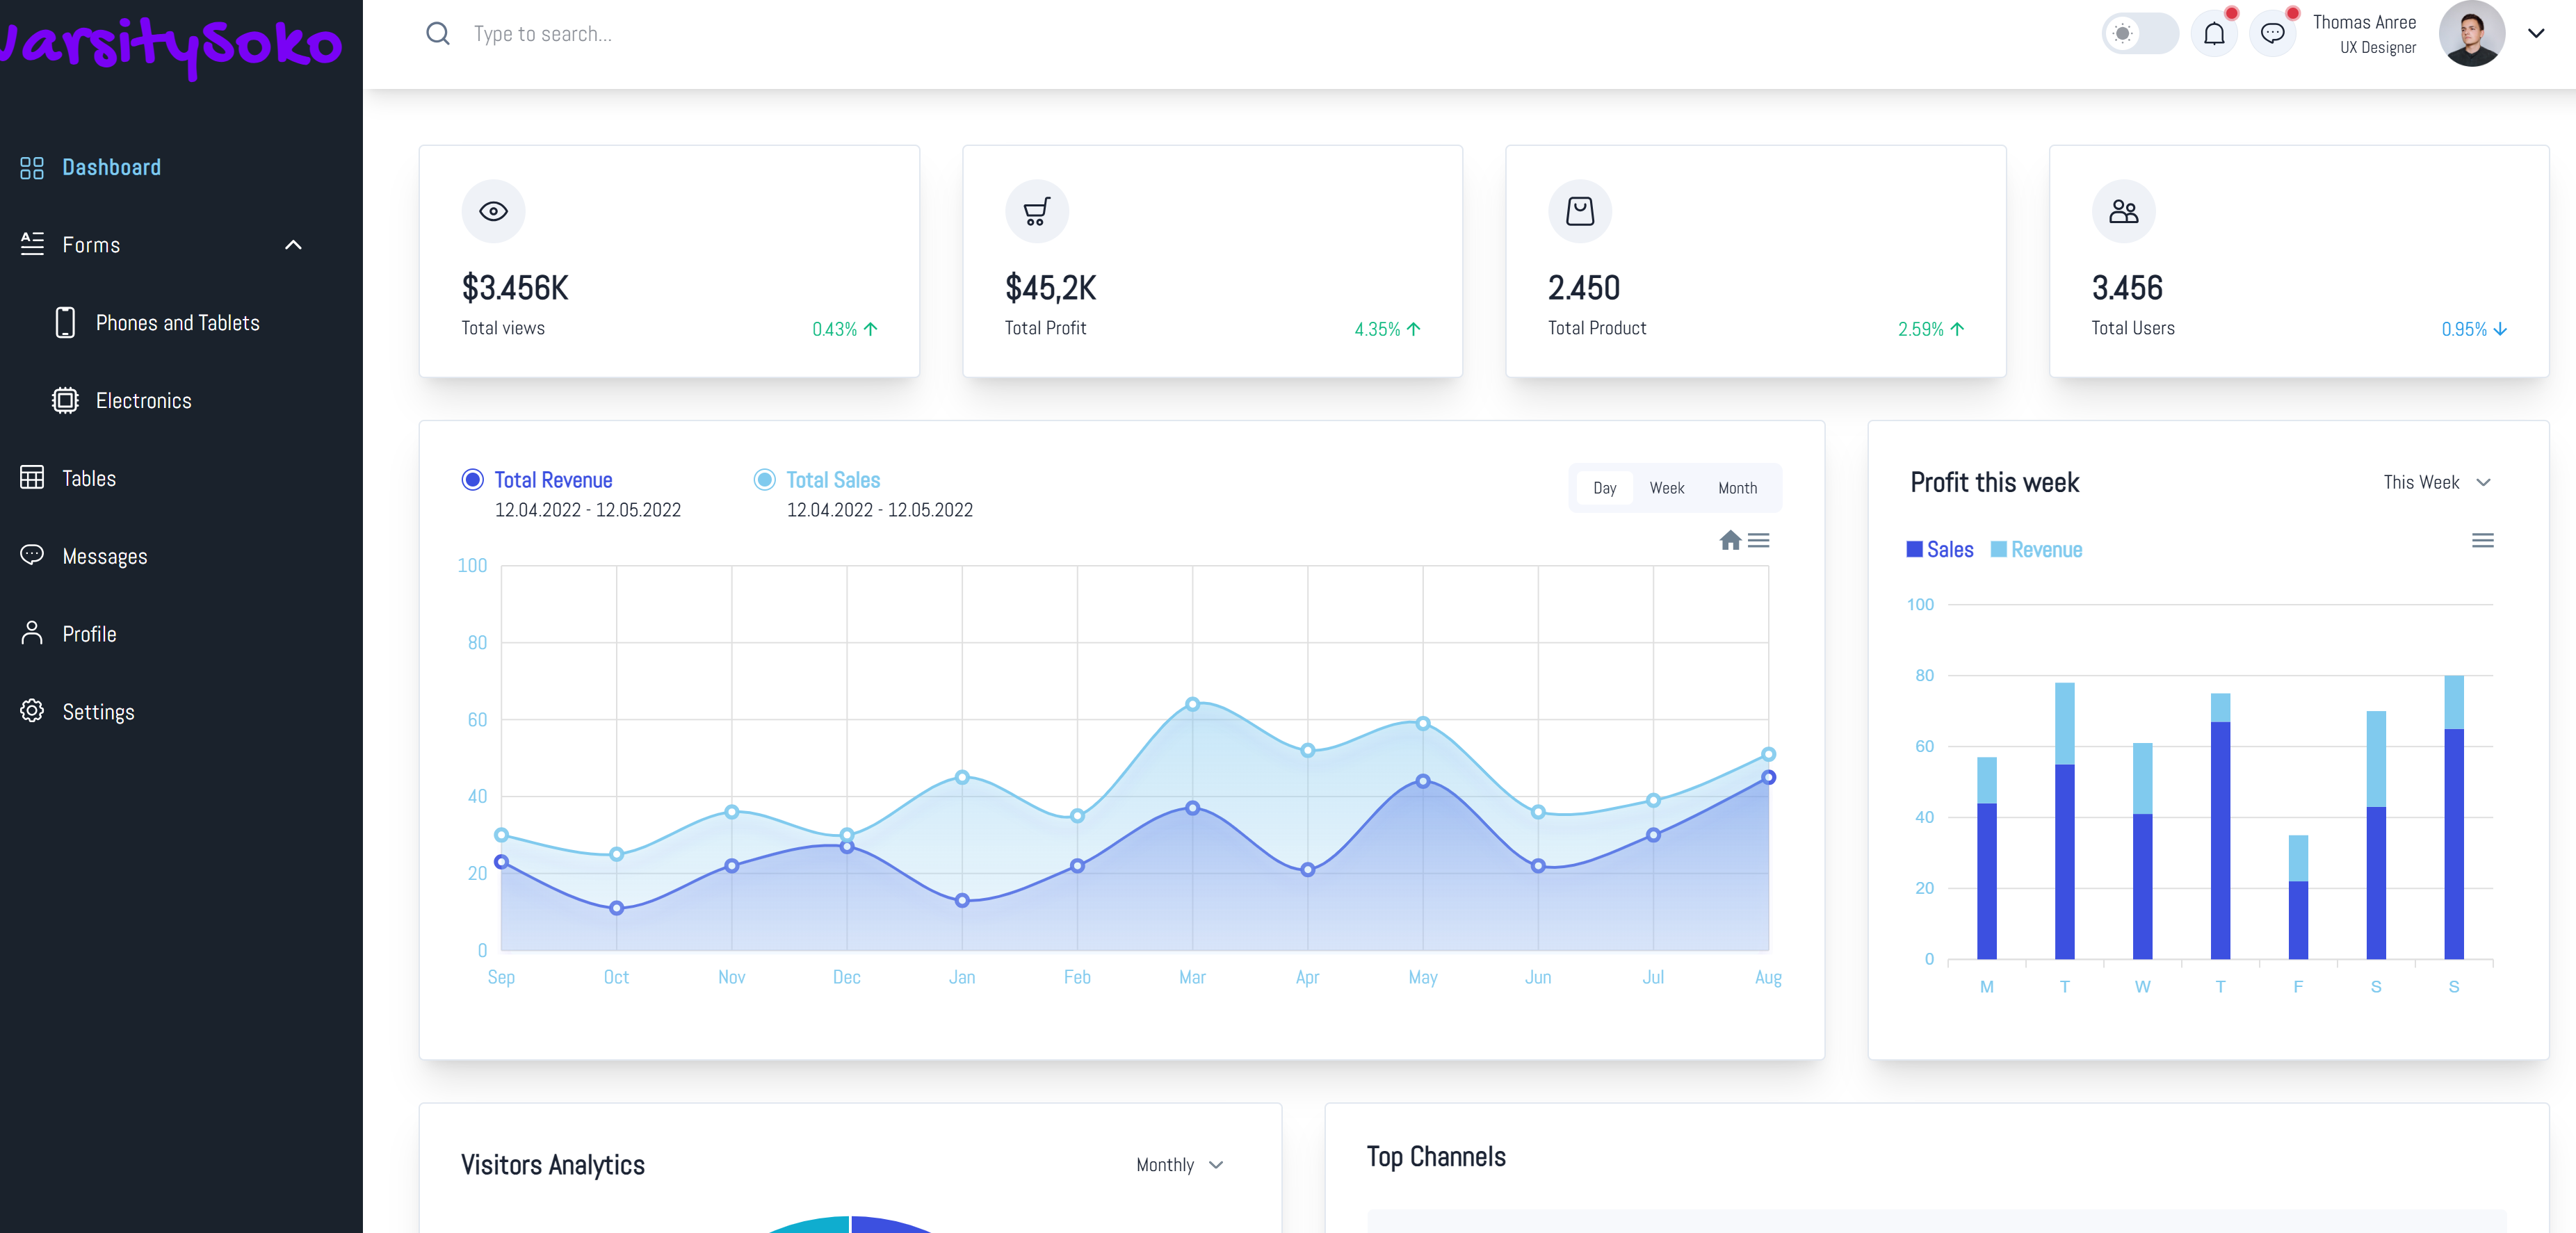 VarsitySoko
Type to search...
Thomas Anree
UX Designer
Dashboard
Forms
Phones and Tablets
Electronics
Tables
Messages
Profile
Settings
$3.456K
Total views
0.43%
$45,2K
Total Profit
4.35%
2.450
Total Product
2.59%
3.456
Total Users
0.95%
Total Revenue
12.04.2022 - 12.05.2022
Total Sales
12.04.2022 - 12.05.2022
Day Week Month
100
80
60
40
20
0
Sep Oct Nov Dec Jan Feb Mar Apr May Jun Jul Aug
Profit this week
This Week
Sales Revenue
100
80
60
40
20
0
M T W T F S S
Visitors Analytics
Monthly
Top Channels